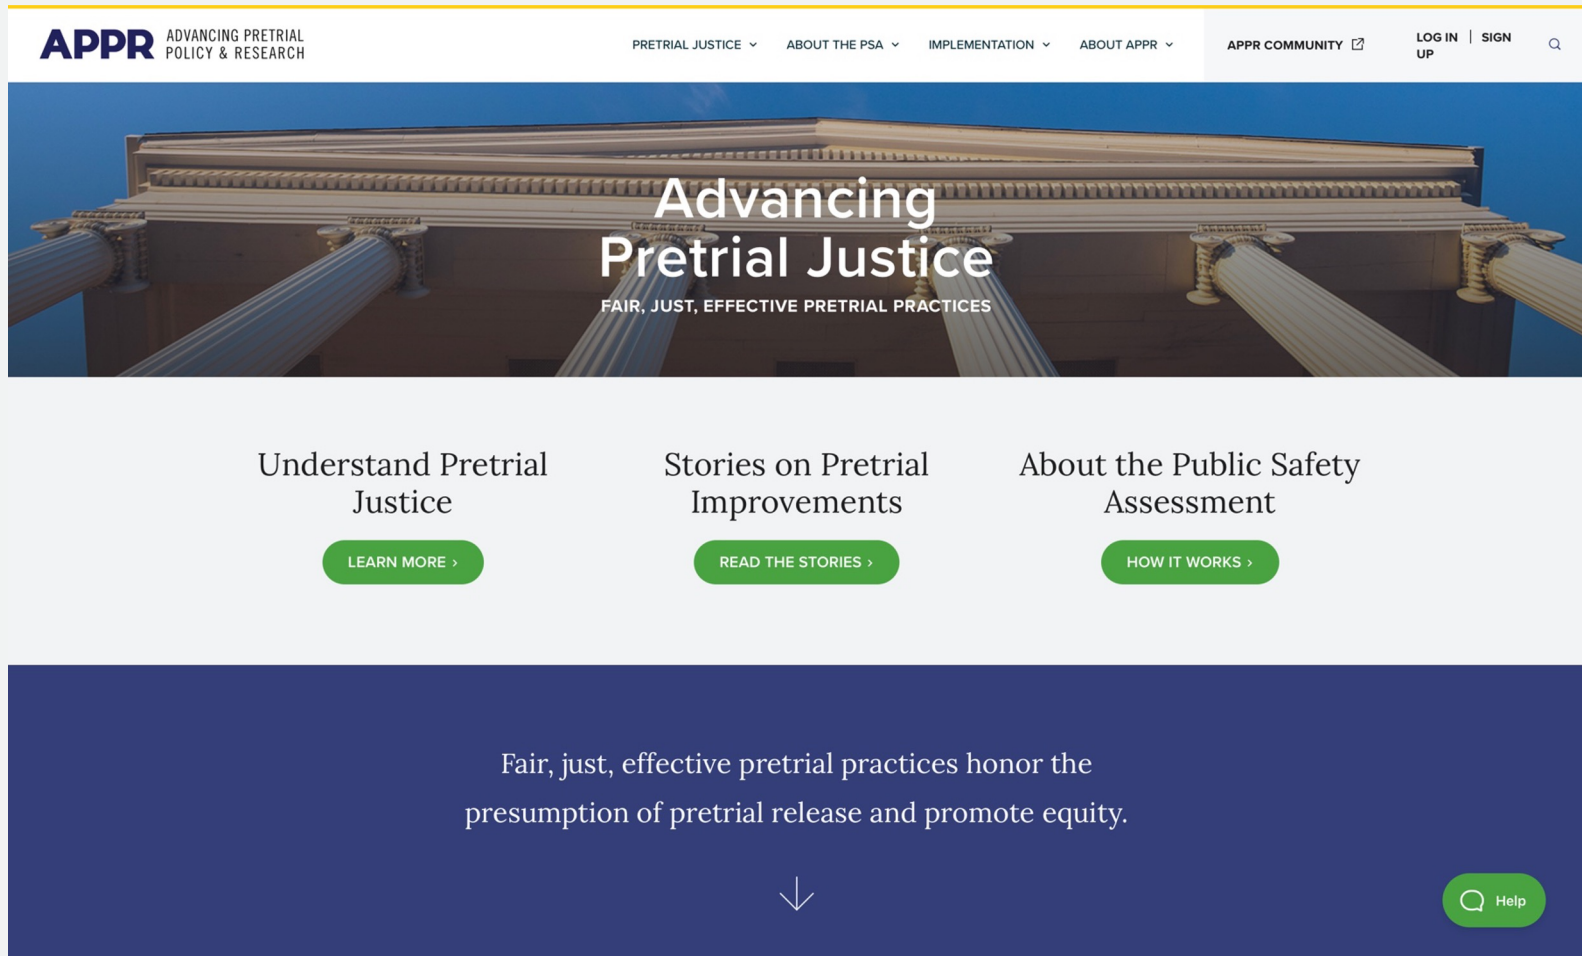 APPR
ADVANCING PRETRIAL
POLICY & RESEARCH
PRETRIAL JUSTICE
ABOUT THE PSA
IMPLEMENTATION
ABOUT APPR
APPR COMMUNITY
LOG IN | SIGN
UP
Advancing
Pretrial Justice
FAIR, JUST, EFFECTIVE PRETRIAL PRACTICES
Understand Pretrial
Justice
LEARN MORE ›
Stories on Pretrial
Improvements
READ THE STORIES ›
About the Public Safety
Assessment
HOW IT WORKS ›
Fair, just, effective pretrial practices honor the
presumption of pretrial release and promote equity.
Help